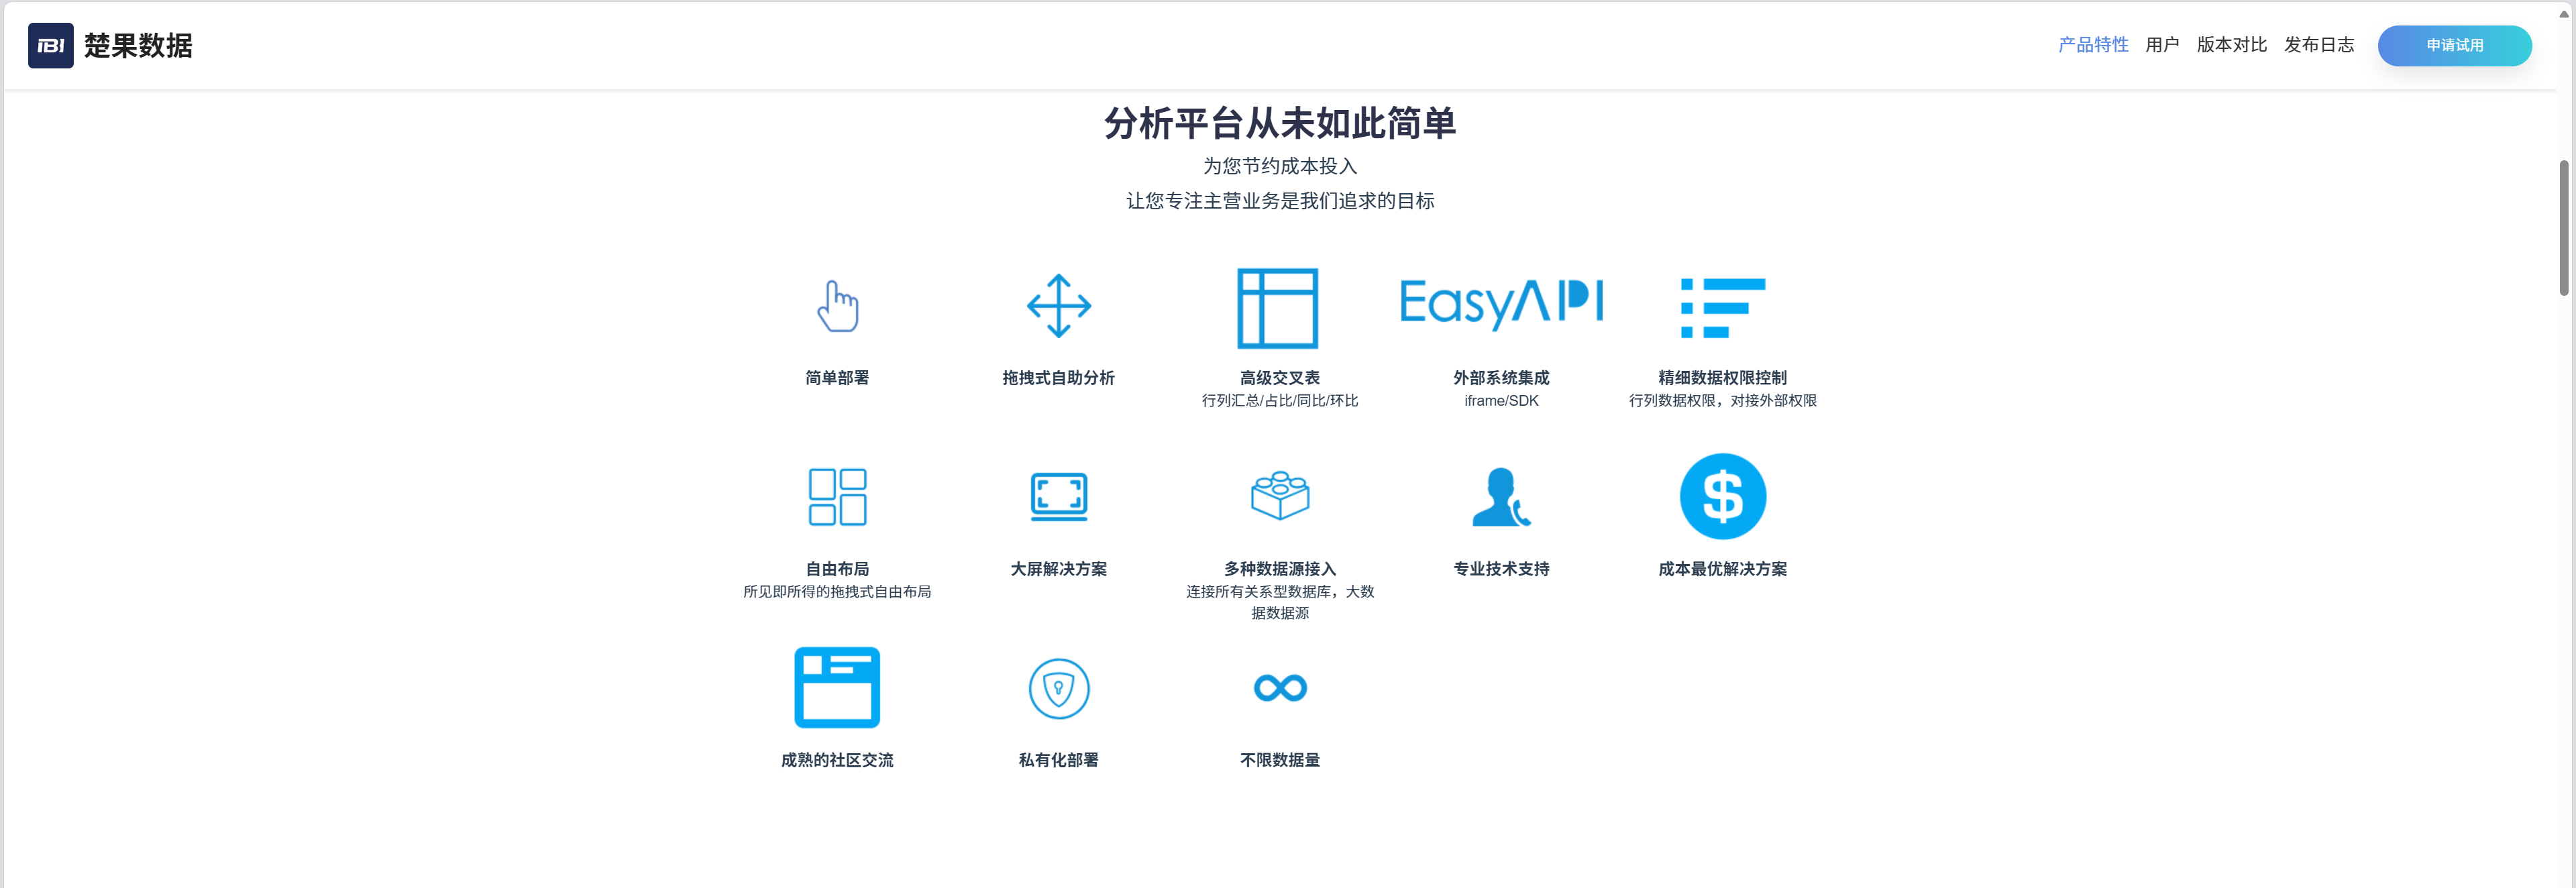 iBI 楚果数据
产品特性 用户 版本对比 发布日志 申请试用
分析平台从未如此简单
为您节约成本投入
让您专注主营业务是我们追求的目标
EasyAPI
简单部署
拖拽式自助分析
高级交叉表
行列汇总/占比/同比/环比
外部系统集成
iframe/SDK
精细数据权限控制
行列数据权限，对接外部权限
自由布局
所见即所得的拖拽式自由布局
大屏解决方案
多种数据源接入
连接所有关系型数据库，大数
据数据源
专业技术支持
成本最优解决方案
成熟的社区交流
私有化部署
不限数据量